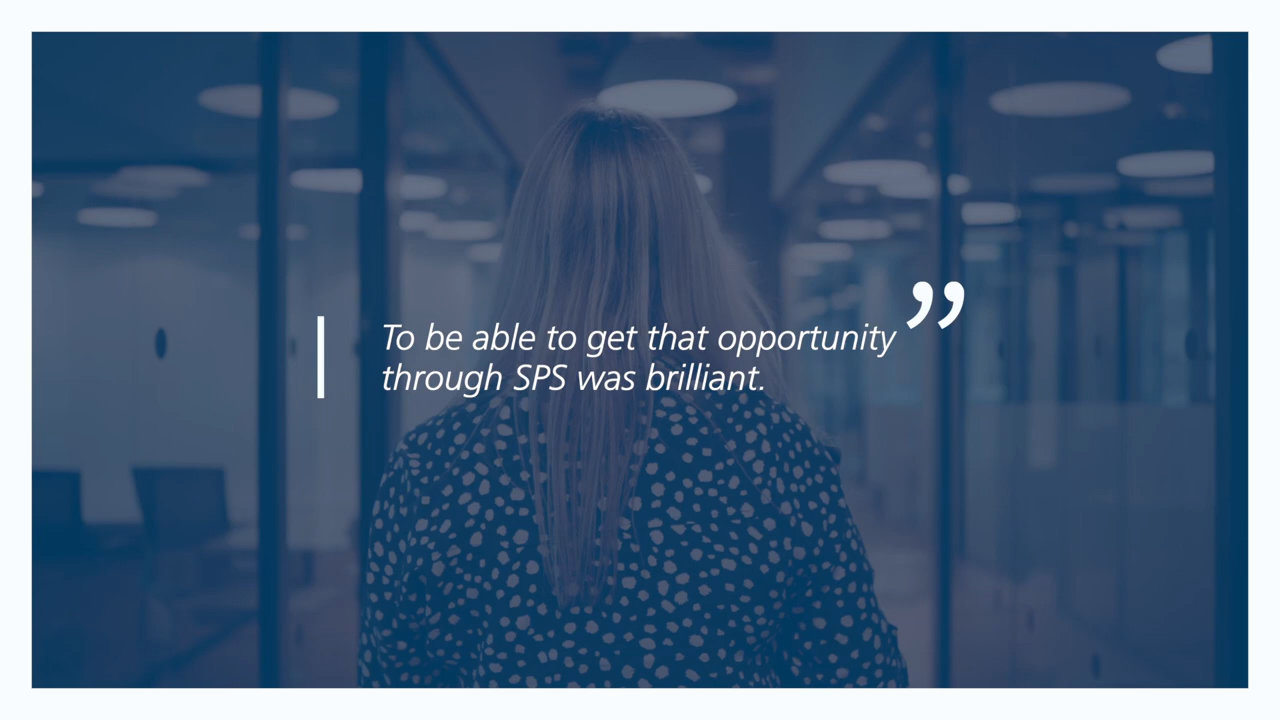 To be able to get that opportunity ”
through SPS was brilliant.